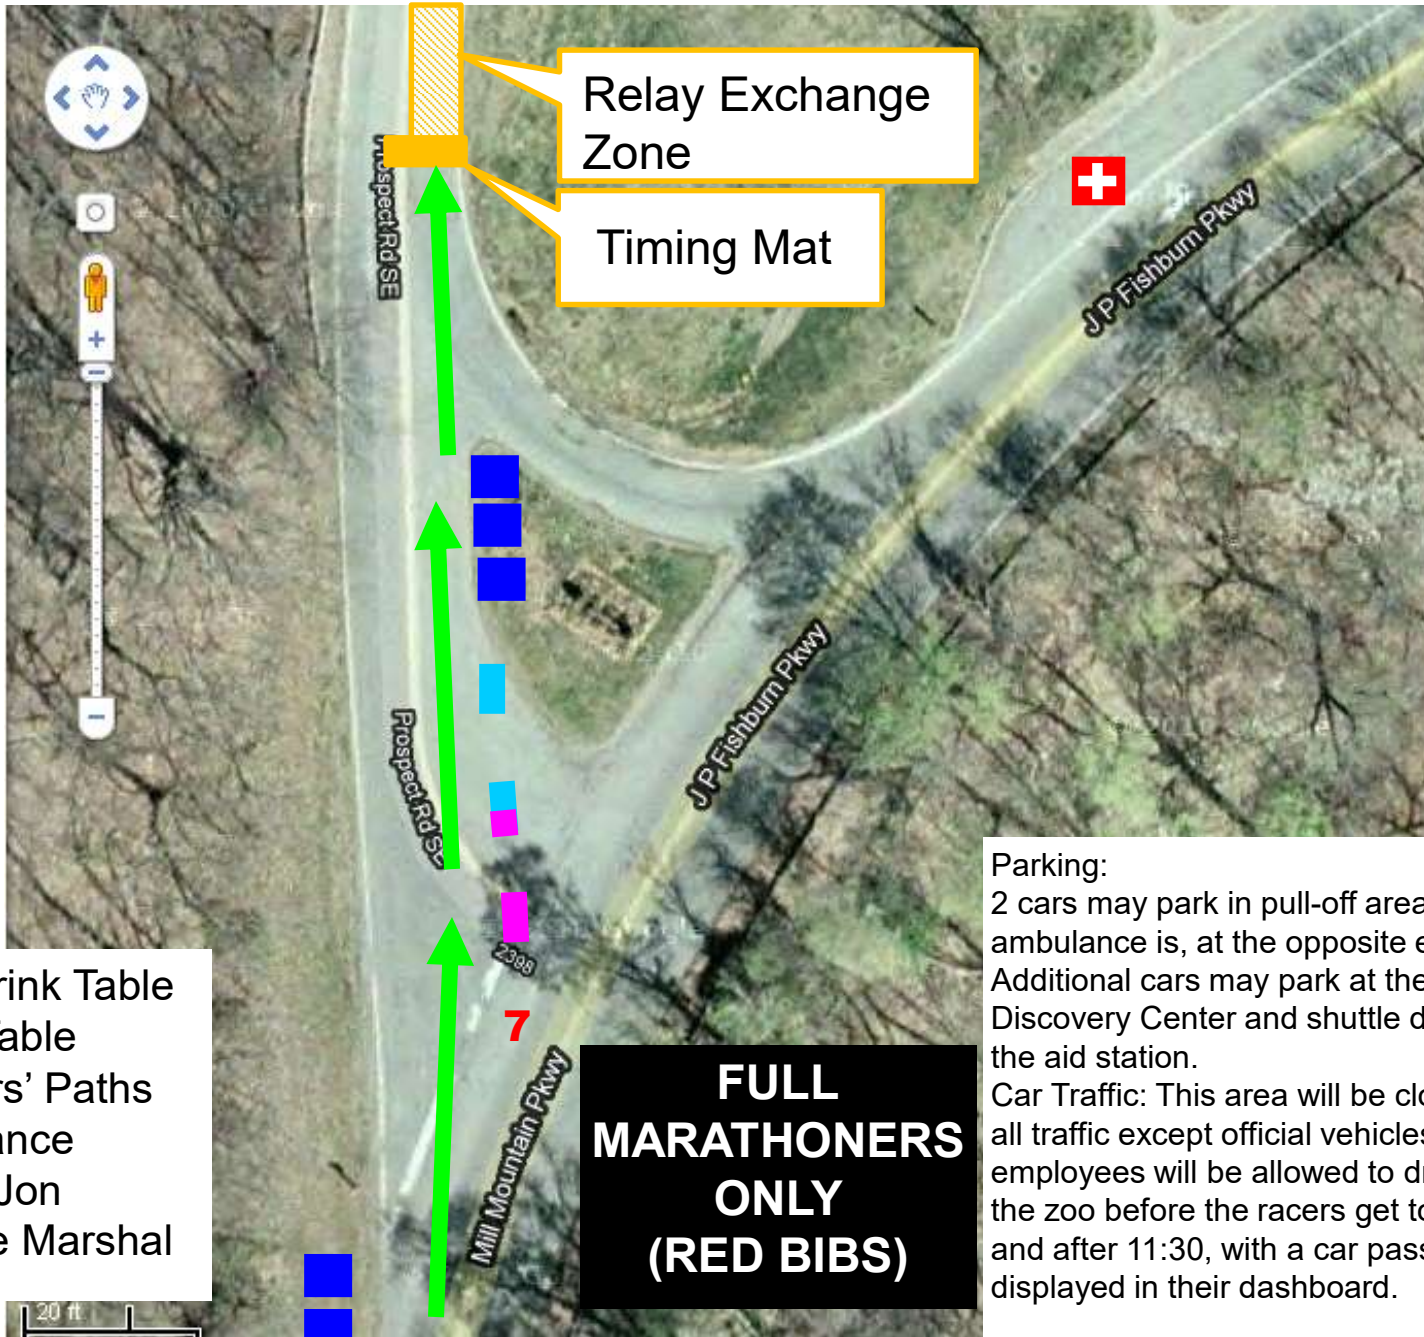 Relay Exchange
Zone
Timing Mat
Prospect Rd SE
J P Fishburn Pkwy
J P Fishburn Pkwy
Prospect Rd SE
2398
7
Mill Mountain Pkwy
FULL
MARATHONERS
ONLY
(RED BIBS)
rink Table
able
rs’ Paths
ance
Jon
e Marshal
20 ft
Parking:
2 cars may park in pull-off area
ambulance is, at the opposite e
Additional cars may park at the
Discovery Center and shuttle d
the aid station.
Car Traffic: This area will be clo
all traffic except official vehicles
employees will be allowed to dr
the zoo before the racers get to
and after 11:30, with a car pass
displayed in their dashboard.